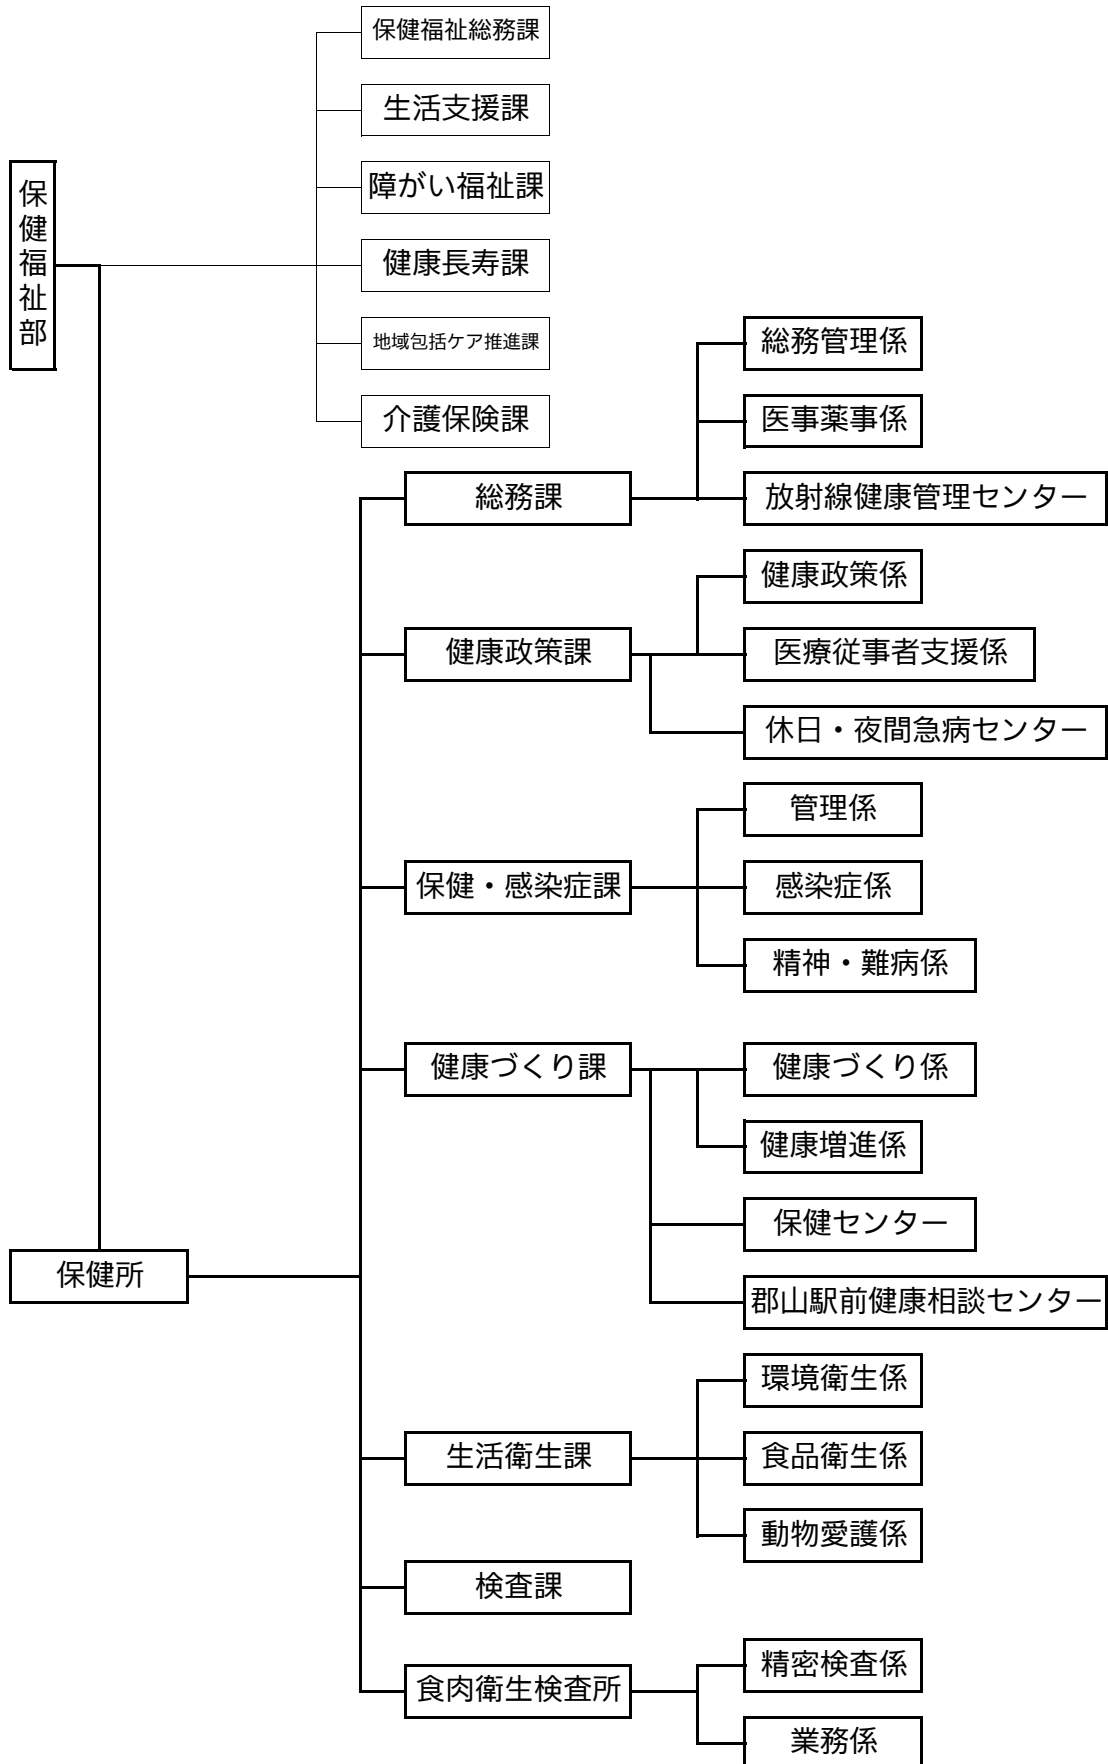 保健福祉部
保健福祉総務課
生活支援課
障がい福祉課
健康長寿課
地域包括ケア推進課
介護保険課
保健所
総務課
総務管理係
医事薬事係
放射線健康管理センター
健康政策課
健康政策係
医療従事者支援係
休日・夜間急病センター
保健・感染症課
管理係
感染症係
精神・難病係
健康づくり課
健康づくり係
健康増進係
保健センター
郡山駅前健康相談センター
生活衛生課
環境衛生係
食品衛生係
動物愛護係
検査課
食肉衛生検査所
精密検査係
業務係